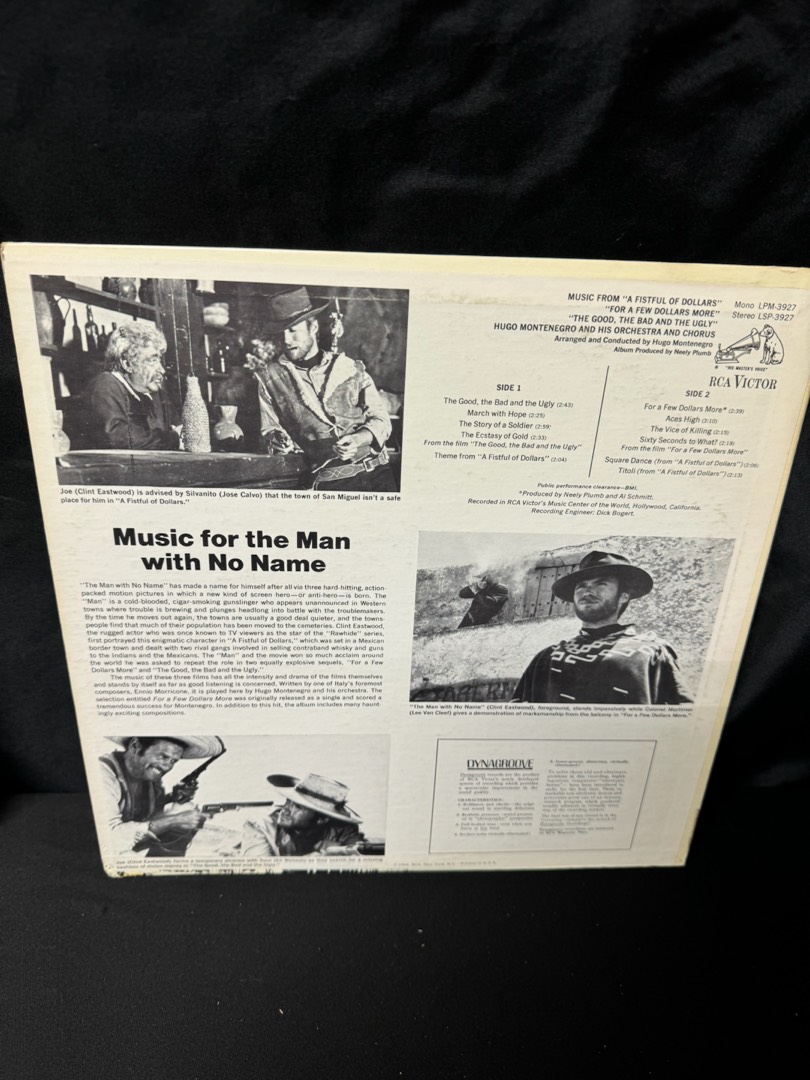 MUSIC FROM "A FISTFUL OF DOLLARS"
"FOR A FEW DOLLARS MORE"
"THE GOOD, THE BAD AND THE UGLY"
HUGO MONTENEGRO AND HIS ORCHESTRA AND CHORUS
Arranged and Conducted by Hugo Montenegro
Album Produced by Neely Plumb
Mono LPM-3927
Stereo LSP-3927
"HIS MASTER'S VOICE"
RCA VICTOR
SIDE 1
The Good, the Bad and the Ugly (2:43)
March with Hope (2:25)
The Story of a Soldier (2:59)
The Ecstasy of Gold (2:33)
From the film "The Good, the Bad and the Ugly"
Theme from "A Fistful of Dollars" (2:04)
SIDE 2
For a Few Dollars More* (2:39)
Aces High (3:10)
The Vice of Killing (2:15)
Sixty Seconds to What? (2:18)
From the film "For a Few Dollars More"
Square Dance (from "A Fistful of Dollars") (2:06)
Titoli (from "A Fistful of Dollars") (2:13)
Public performance clearance—BMI.
*Produced by Neely Plumb and Al Schmitt.
Recorded in RCA Victor's Music Center of the World, Hollywood, California.
Recording Engineer: Dick Bogert.
Joe (Clint Eastwood) is advised by Silvanito (Jose Calvo) that the town of San Miguel isn't a safe
place for him in "A Fistful of Dollars."
Music for the Man
with No Name
"The Man with No Name" has made a name for himself after all via three hard-hitting, action-
packed motion pictures in which a new kind of screen hero—or anti-hero—is born. The
"Man" is a cold-blooded, cigar-smoking gunslinger who appears unannounced in Western
towns where trouble is brewing and plunges headlong into battle with the troublemakers.
By the time he moves out again, the towns are usually a good deal quieter, and the towns-
people find that much of their population has been moved to the cemeteries. Clint Eastwood,
the rugged actor who was once known to TV viewers as the star of the "Rawhide" series,
first portrayed this enigmatic character in "A Fistful of Dollars," which was set in a Mexican
border town and dealt with two rival gangs involved in selling contraband whisky and guns
to the Indians and the Mexicans. The "Man" and the movie won so much acclaim around
the world he was asked to repeat the role in two equally explosive sequels, "For a Few
Dollars More" and "The Good, the Bad and the Ugly."
The music of these three films has all the intensity and drama of the films themselves
and stands by itself as far as good listening is concerned. Written by one of Italy's foremost
composers, Ennio Morricone, it is played here by Hugo Montenegro and his orchestra. The
selection entitled For a Few Dollars More was originally released as a single and scored a
tremendous success for Montenegro. In addition to this hit, the album includes many haunt-
ingly exciting compositions.
"The Man with No Name" (Clint Eastwood), foreground, stands impassively while Colonel Mortimer
(Lee Van Cleef) gives a demonstration of marksmanship from the balcony in "For a Few Dollars More."
Joe (Clint Eastwood) forms a temporary
"The Good, the Bad and the Ugly."
DYNAGROOVE